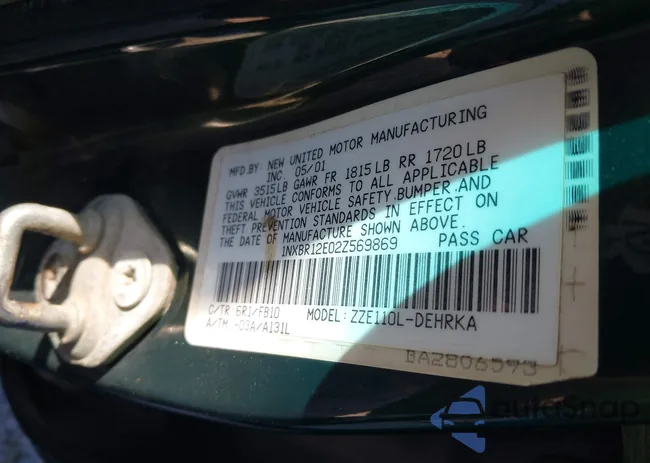 MFD.BY: NEW UNITED MOTOR MANUFACTURING
INC. 05/01
GVWR 3515LB GAWR FR 1815LB RR 1720LB
THIS VEHICLE CONFORMS TO ALL APPLICABLE
FEDERAL MOTOR VEHICLE SAFETY,BUMPER,AND
THEFT PREVENTION STANDARDS IN EFFECT ON
THE DATE OF MANUFACTURE SHOWN ABOVE.
1NXBR12E02Z569869 PASS CAR
C/TR 6R1/FB10 MODEL: ZZE110L-DEHRKA
A/TM -03A/A131L
BA2806593
autoSnap